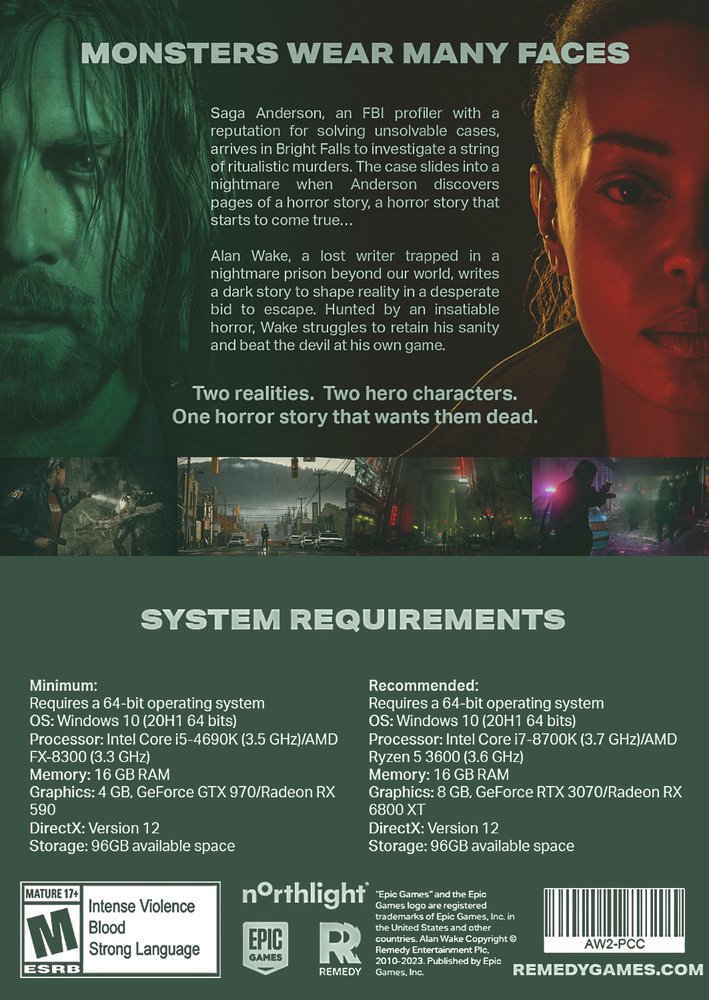 MONSTERS WEAR MANY FACES
Saga Anderson, an FBI profiler with a
reputation for solving unsolvable cases,
arrives in Bright Falls to investigate a string
of ritualistic murders. The case slides into a
nightmare when Anderson discovers
pages of a horror story, a horror story that
starts to come true...
Alan Wake, a lost writer trapped in a
nightmare prison beyond our world, writes
a dark story to shape reality in a desperate
bid to escape. Hunted by an insatiable
horror, Wake struggles to retain his sanity
and beat the devil at his own game.
Two realities. Two hero characters.
One horror story that wants them dead.
SYSTEM REQUIREMENTS
Minimum:
Requires a 64-bit operating system
OS: Windows 10 (20H1 64 bits)
Processor: Intel Core i5-4690K (3.5 GHz)/AMD
FX-8300 (3.3 GHz)
Memory: 16 GB RAM
Graphics: 4 GB, GeForce GTX 970/Radeon RX
590
DirectX: Version 12
Storage: 96GB available space
Recommended:
Requires a 64-bit operating system
OS: Windows 10 (20H1 64 bits)
Processor: Intel Core i7-8700K (3.7 GHz)/AMD
Ryzen 5 3600 (3.6 GHz)
Memory: 16 GB RAM
Graphics: 8 GB, GeForce RTX 3070/Radeon RX
6800 XT
DirectX: Version 12
Storage: 96GB available space
MATURE 17+
M
ESRB
Intense Violence
Blood
Strong Language
northlight
EPIC
GAMES
R
REMEDY
"Epic Games" and the Epic
Games logo are registered
trademarks of Epic Games, Inc. in
the United States and other
countries. Alan Wake Copyright ©
Remedy Entertainment Plc,
2010-2023. Published by Epic
Games, Inc.
AW2-PCC
REMEDYGAMES.COM